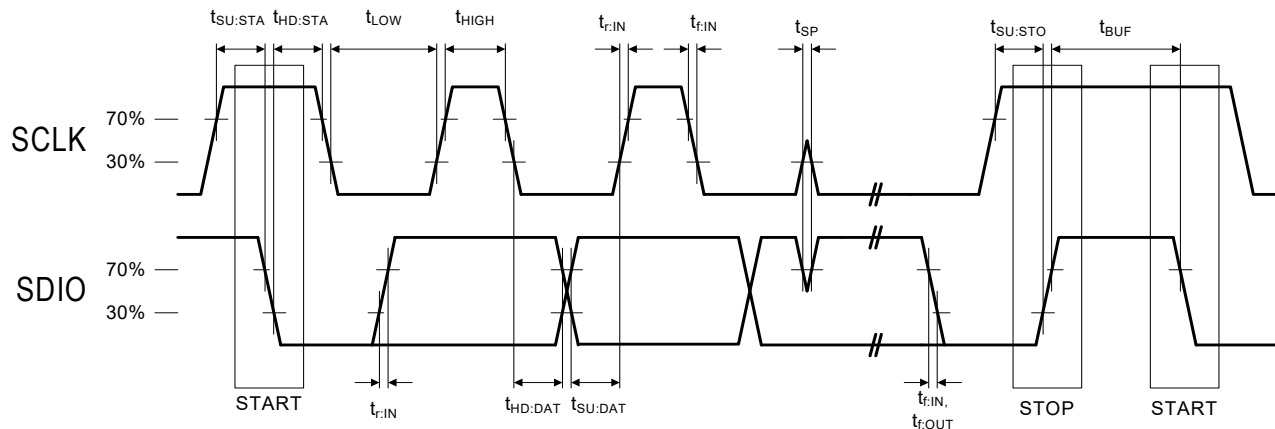 tSU:STA tHD:STA tLOW tHIGH tr:IN tf:IN tSP tSU:STO tBUF
70%
SCLK
30%
70%
SDIO
30%
START tr:IN tHD:DAT tSU:DAT tf:IN, STOP START
tf:OUT